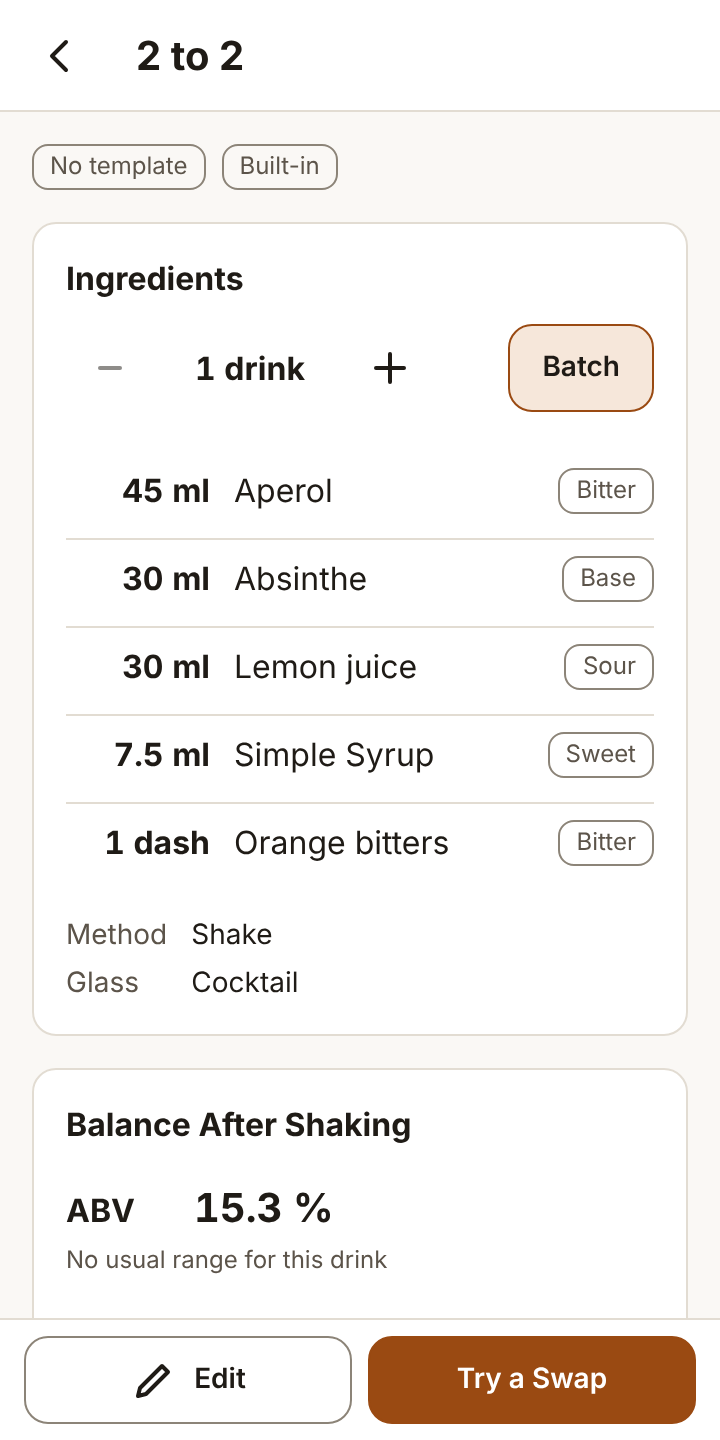 2 to 2
No template Built-in
Ingredients
1 drink Batch
45 ml Aperol Bitter
30 ml Absinthe Base
30 ml Lemon juice Sour
7.5 ml Simple Syrup Sweet
1 dash Orange bitters Bitter
Method Shake
Glass Cocktail
Balance After Shaking
ABV 15.3 %
No usual range for this drink
Edit Try a Swap